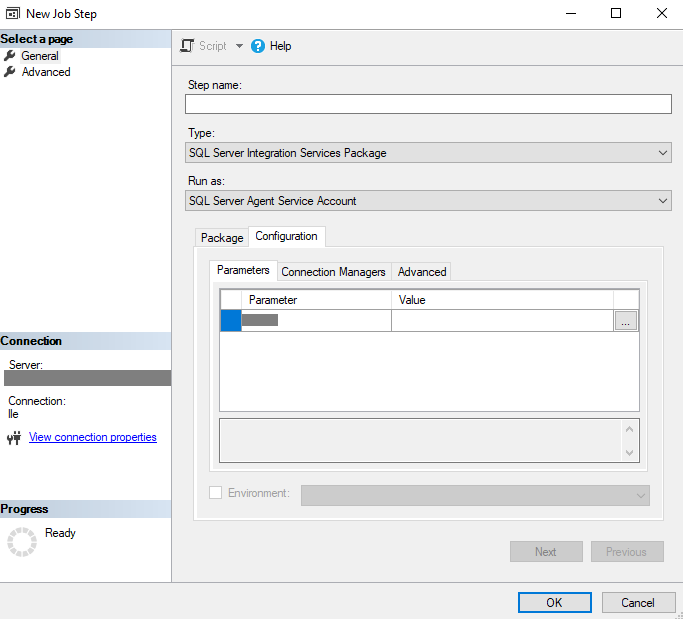 New Job Step
Select a page
General
Advanced
Script
Help
Step name:
Type:
SQL Server Integration Services Package
Run as:
SQL Server Agent Service Account
Package
Configuration
Parameters
Connection Managers
Advanced
Parameter
Value
...
Environment:
Connection
Server:
Connection:
lle
View connection properties
Progress
Ready
Next
Previous
OK
Cancel